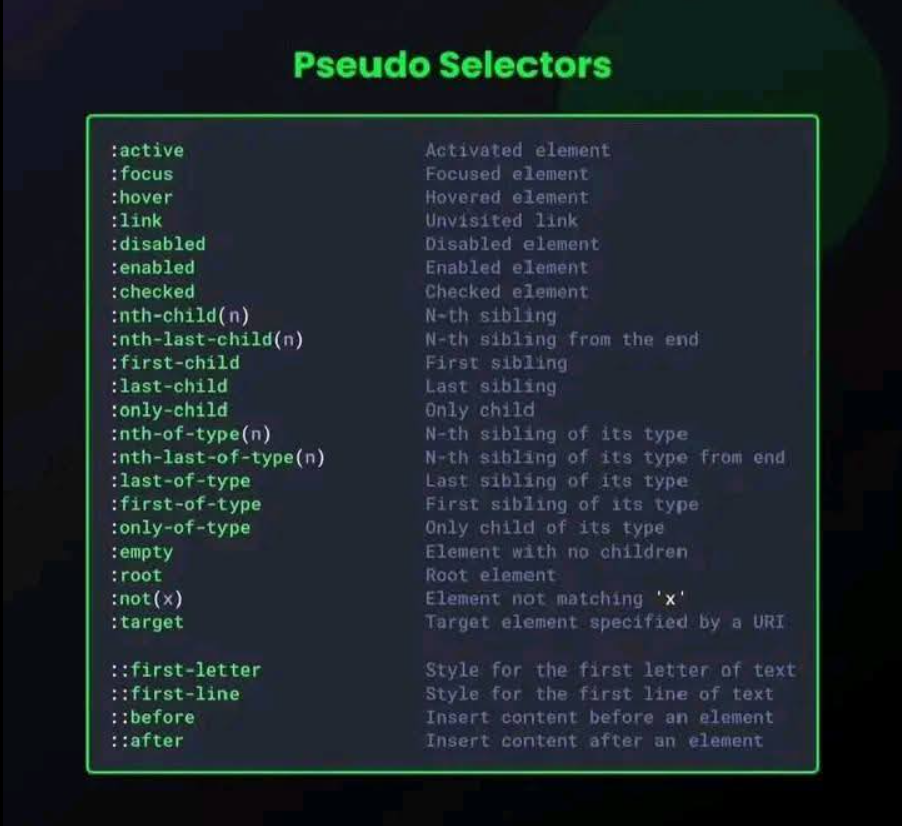 Pseudo Selectors
:active Activated element
:focus Focused element
:hover Hovered element
:link Unvisited link
:disabled Disabled element
:enabled Enabled element
:checked Checked element
:nth-child(n) N-th sibling
:nth-last-child(n) N-th sibling from the end
:first-child First sibling
:last-child Last sibling
:only-child Only child
:nth-of-type(n) N-th sibling of its type
:nth-last-of-type(n) N-th sibling of its type from end
:last-of-type Last sibling of its type
:first-of-type First sibling of its type
:only-of-type Only child of its type
:empty Element with no children
:root Root element
:not(x) Element not matching 'x'
:target Target element specified by a URI
::first-letter Style for the first letter of text
::first-line Style for the first line of text
::before Insert content before an element
::after Insert content after an element